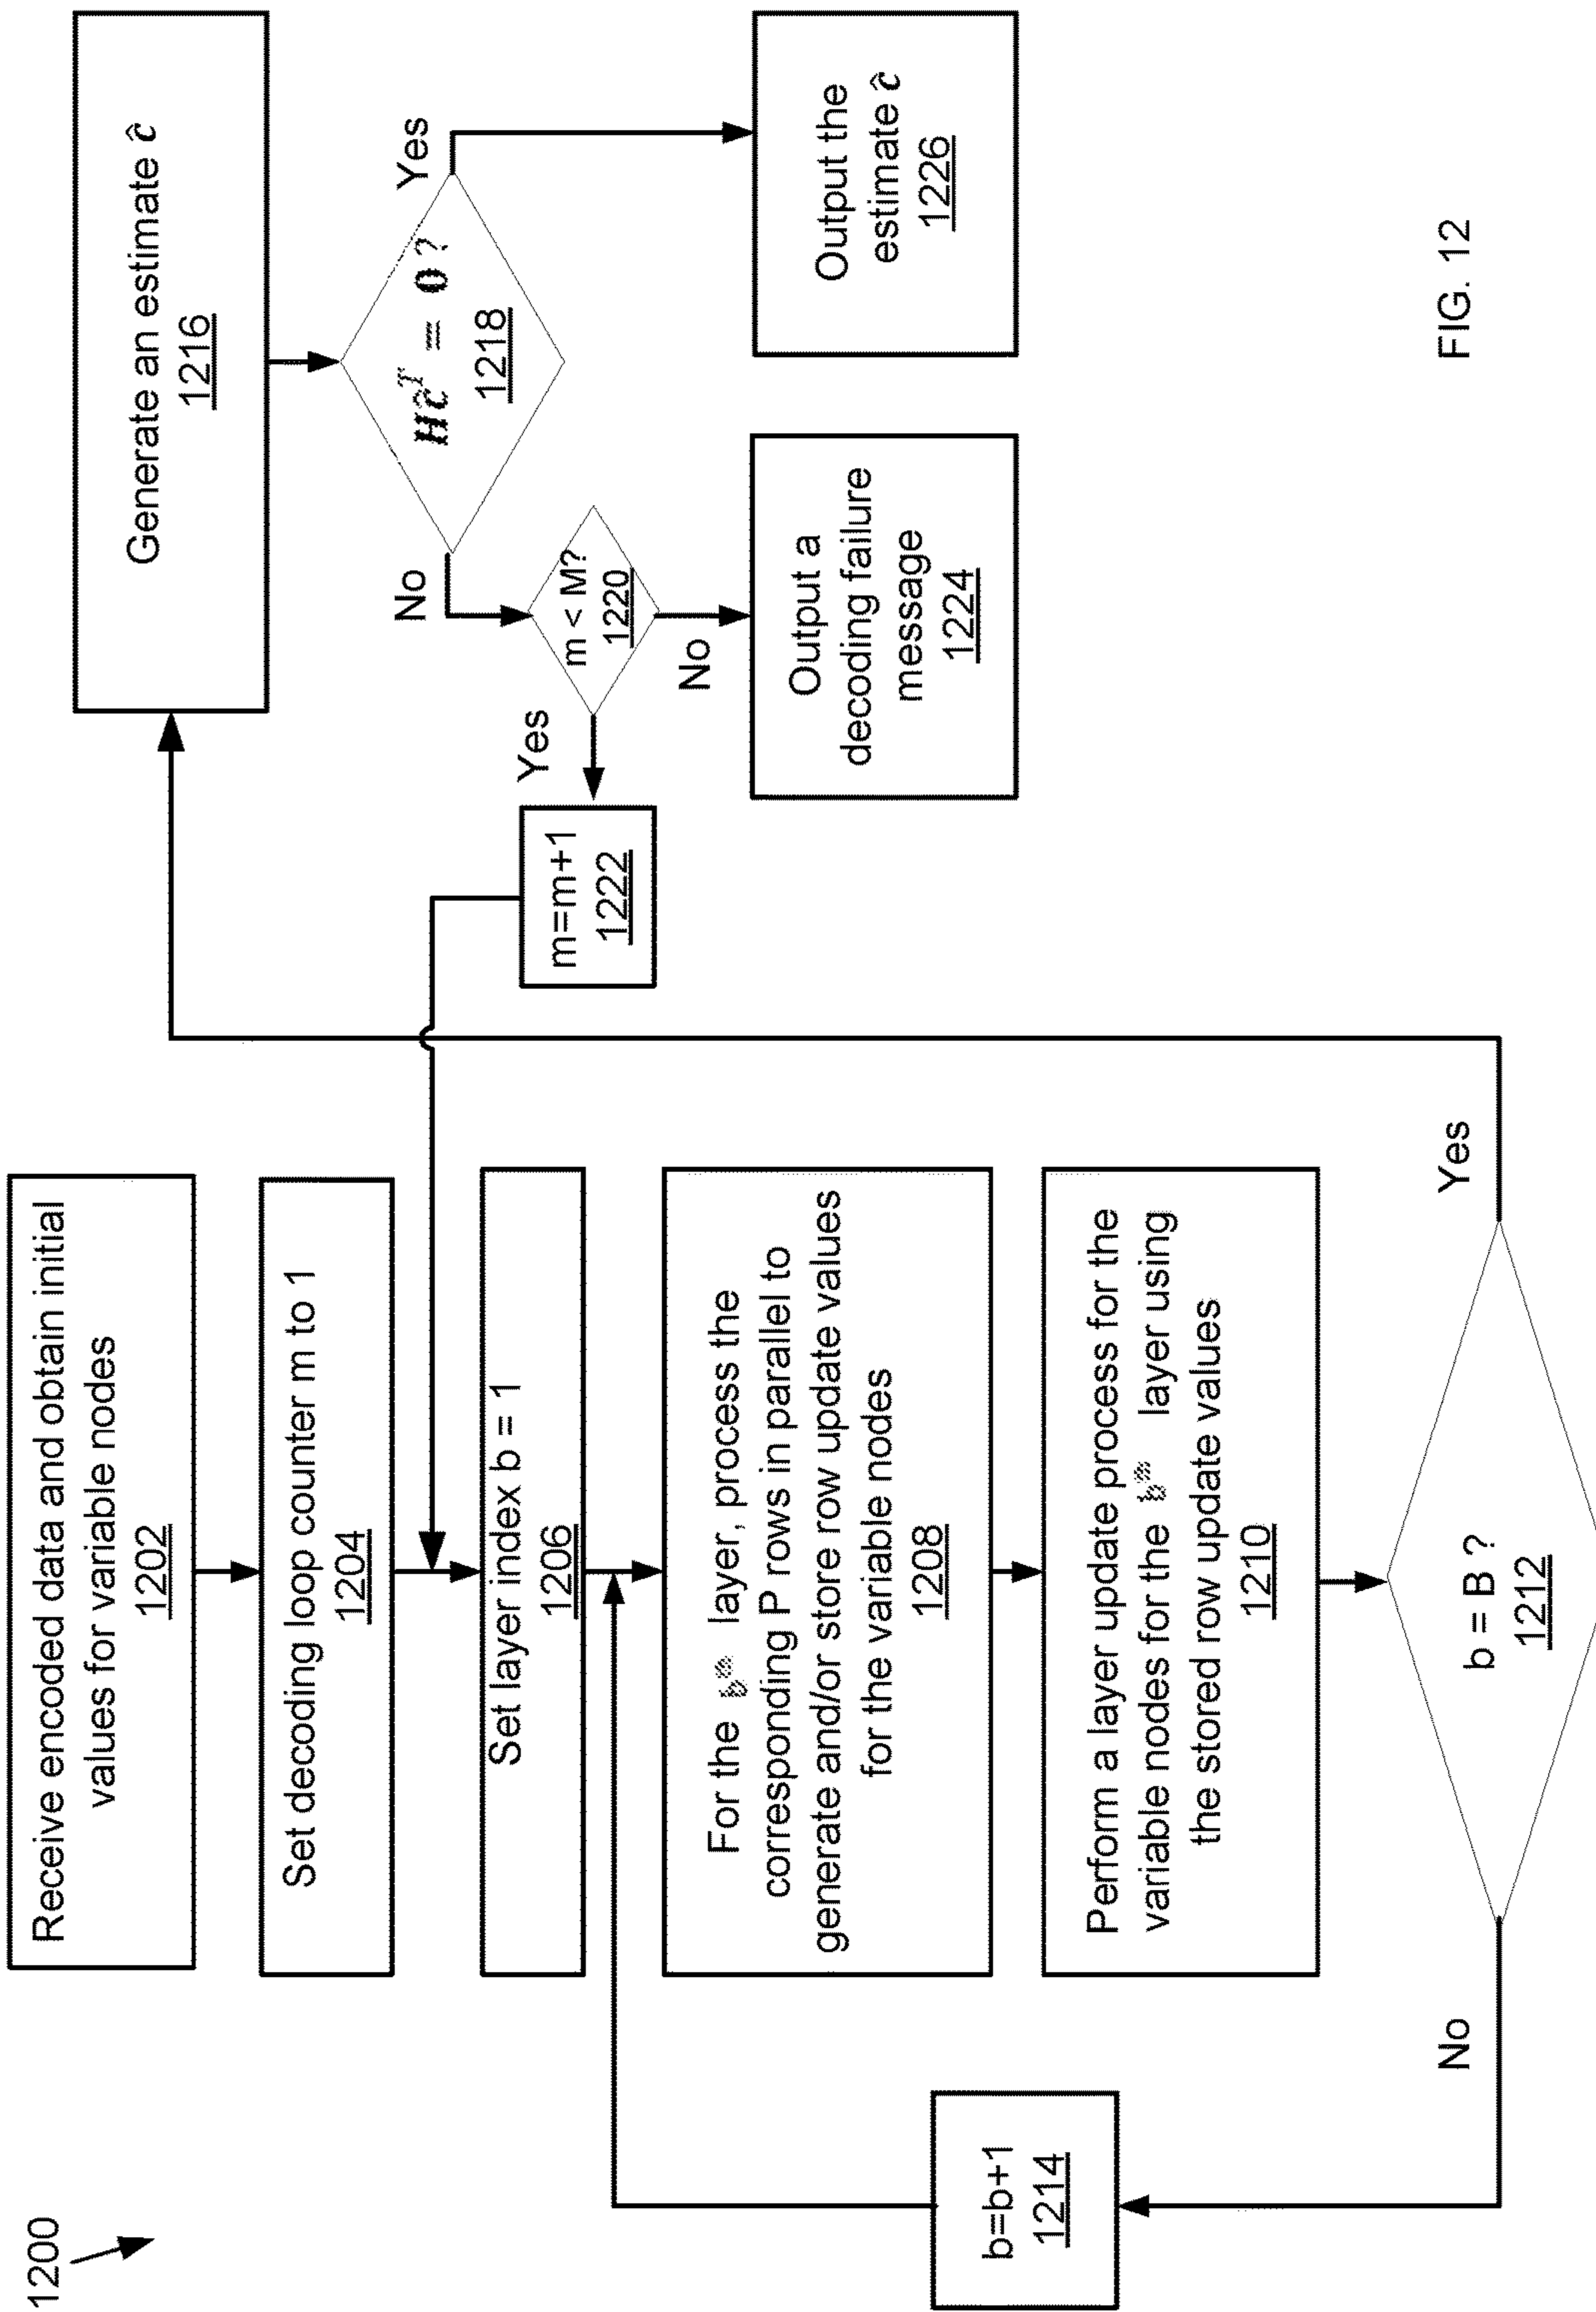 1200
Receive encoded data and obtain initial
values for variable nodes
1202
Set decoding loop counter m to 1
1204
Set layer index b = 1
1206
For the layer, process the
corresponding P rows in parallel to
generate and/or store row update values
for the variable nodes
1208
Perform a layer update process for the
variable nodes for the layer using
the stored row update values
1210
b = B ?
1212
No
Yes
b=b+1
1214
Generate an estimate ĉ
1216
Hĉᵀ = 0 ?
1218
Yes
No
m < M?
1220
Yes
No
m=m+1
1222
Output a
decoding failure
message
1224
Output the
estimate ĉ
1226
FIG. 12